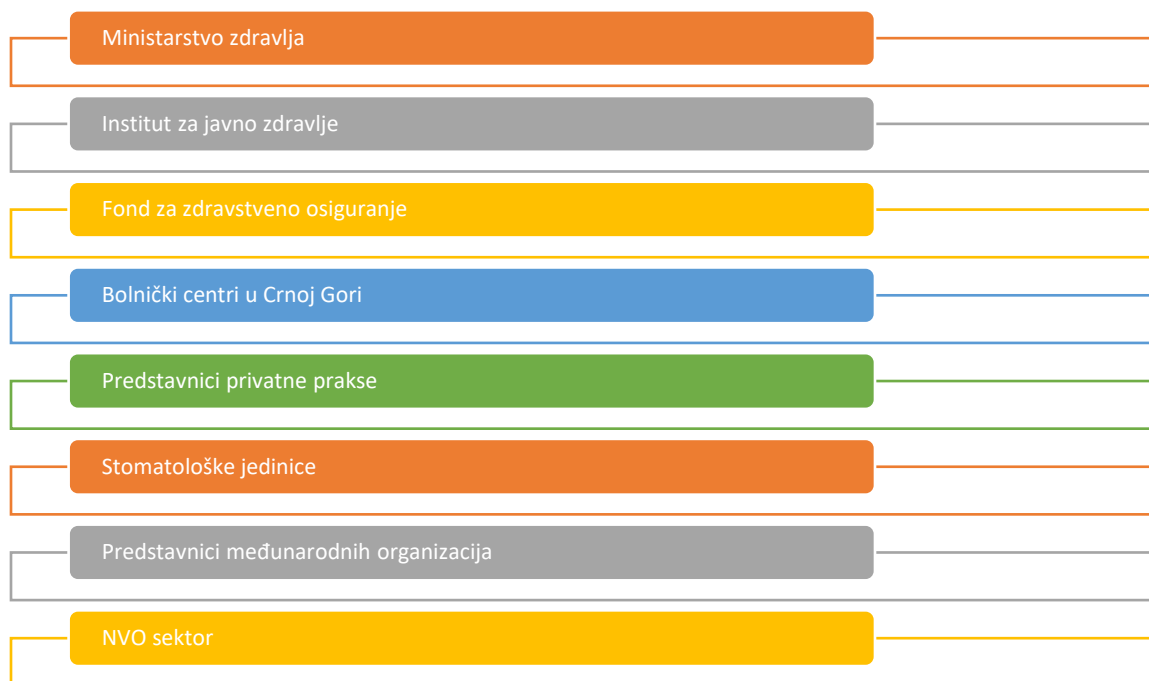 Ministarstvo zdravlja
Institut za javno zdravlje
Fond za zdravstveno osiguranje
Bolnički centri u Crnoj Gori
Predstavnici privatne prakse
Stomatološke jedinice
Predstavnici međunarodnih organizacija
NVO sektor